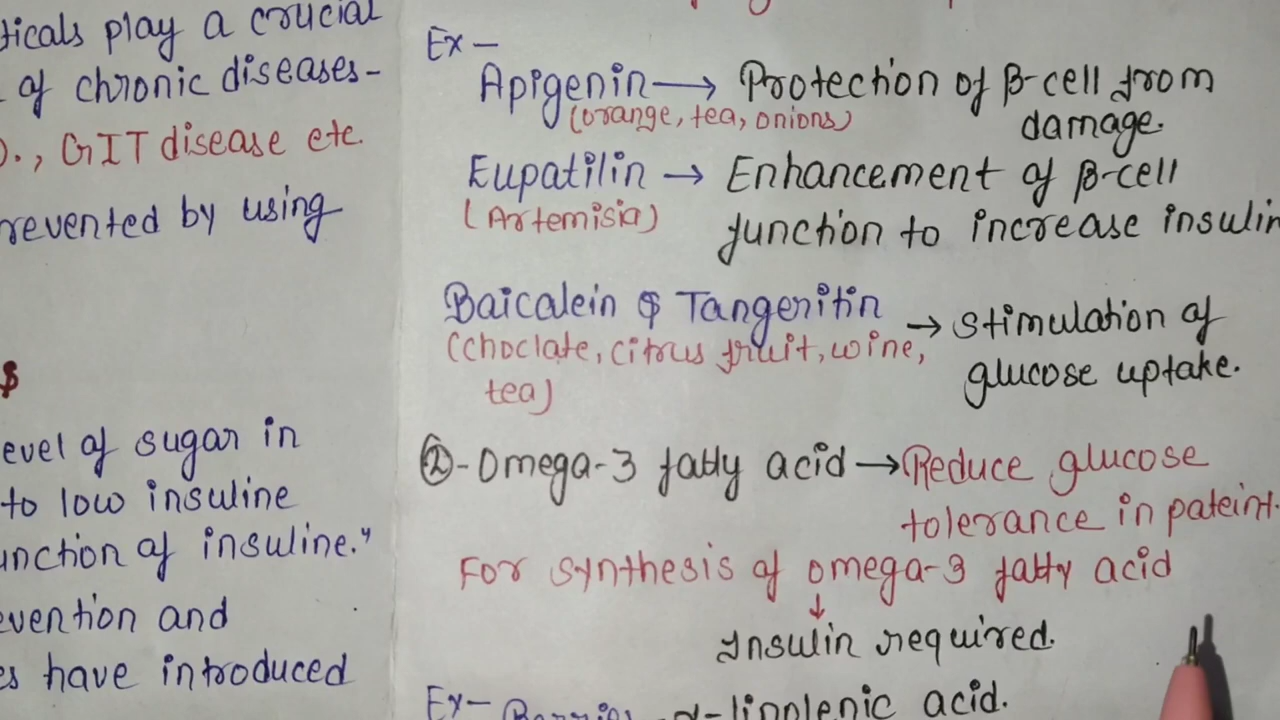 ticals play a crucial
of chronic diseases-
., GIT disease etc.
revented by using
evel of sugar in
to low insuline
unction of insuline."
evention and
es have introduced
Ex-
Apigenin → Protection of β-cell from
(orange, tea, onions) damage.
Eupatilin → Enhancement of β-cell
(Artemisia) function to increase insulin
Baicalein & Tangeritin → stimulation of
(choclate, citrus fruit, wine, glucose uptake.
tea)
②-Omega-3 fatty acid → Reduce glucose
tolerance in pateint.
For synthesis of omega-3 fatty acid
↓
Insulin required.
Ex- α-linolenic acid.